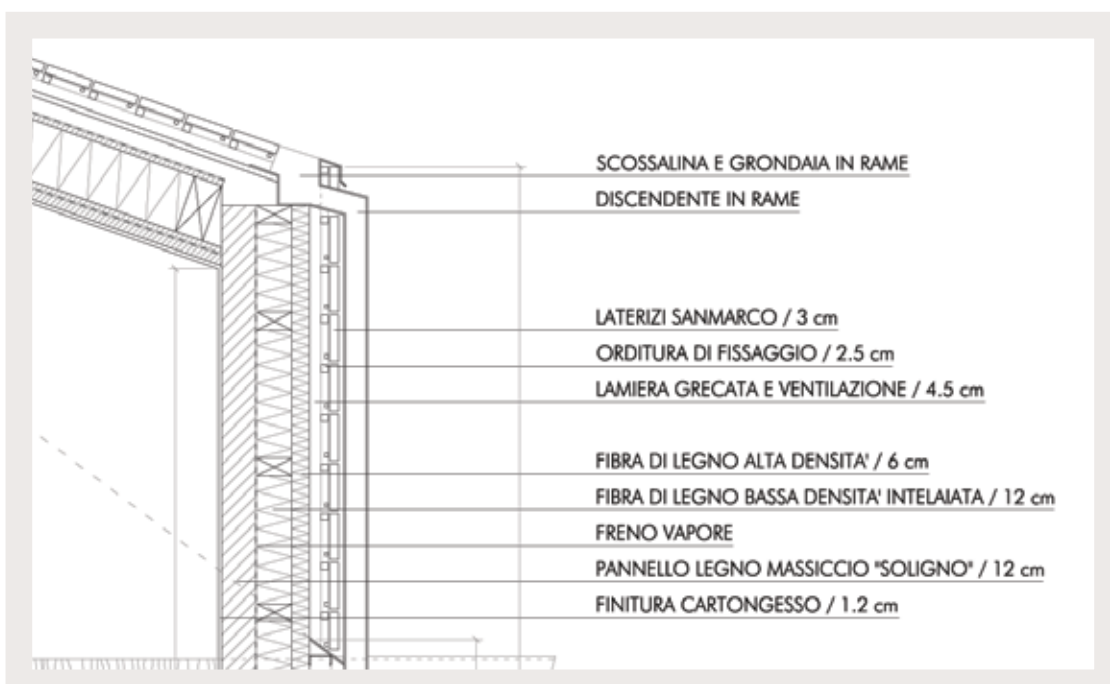 SCOSSALINA E GRONDAIA IN RAME
DISCENDENTE IN RAME
LATERIZI SANMARCO / 3 cm
ORDITURA DI FISSAGGIO / 2.5 cm
LAMIERA GRECATA E VENTILAZIONE / 4.5 cm
FIBRA DI LEGNO ALTA DENSITA' / 6 cm
FIBRA DI LEGNO BASSA DENSITA' INTELAIATA / 12 cm
FRENO VAPORE
PANNELLO LEGNO MASSICCIO "SOLIGNO" / 12 cm
FINITURA CARTONGESSO / 1.2 cm